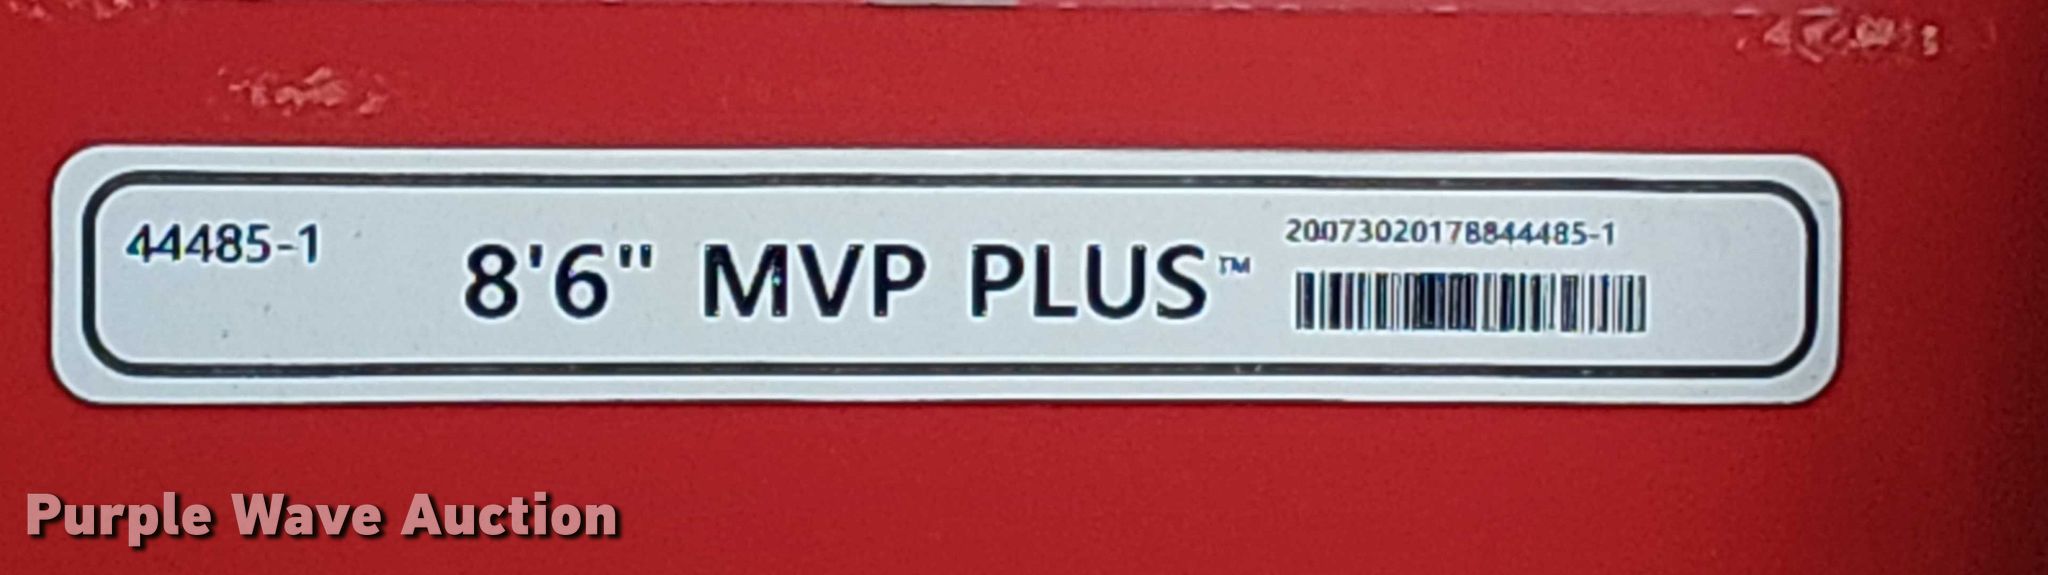 44485-1
8'6" MVP PLUS™
20073020178844485-1
Purple Wave Auction